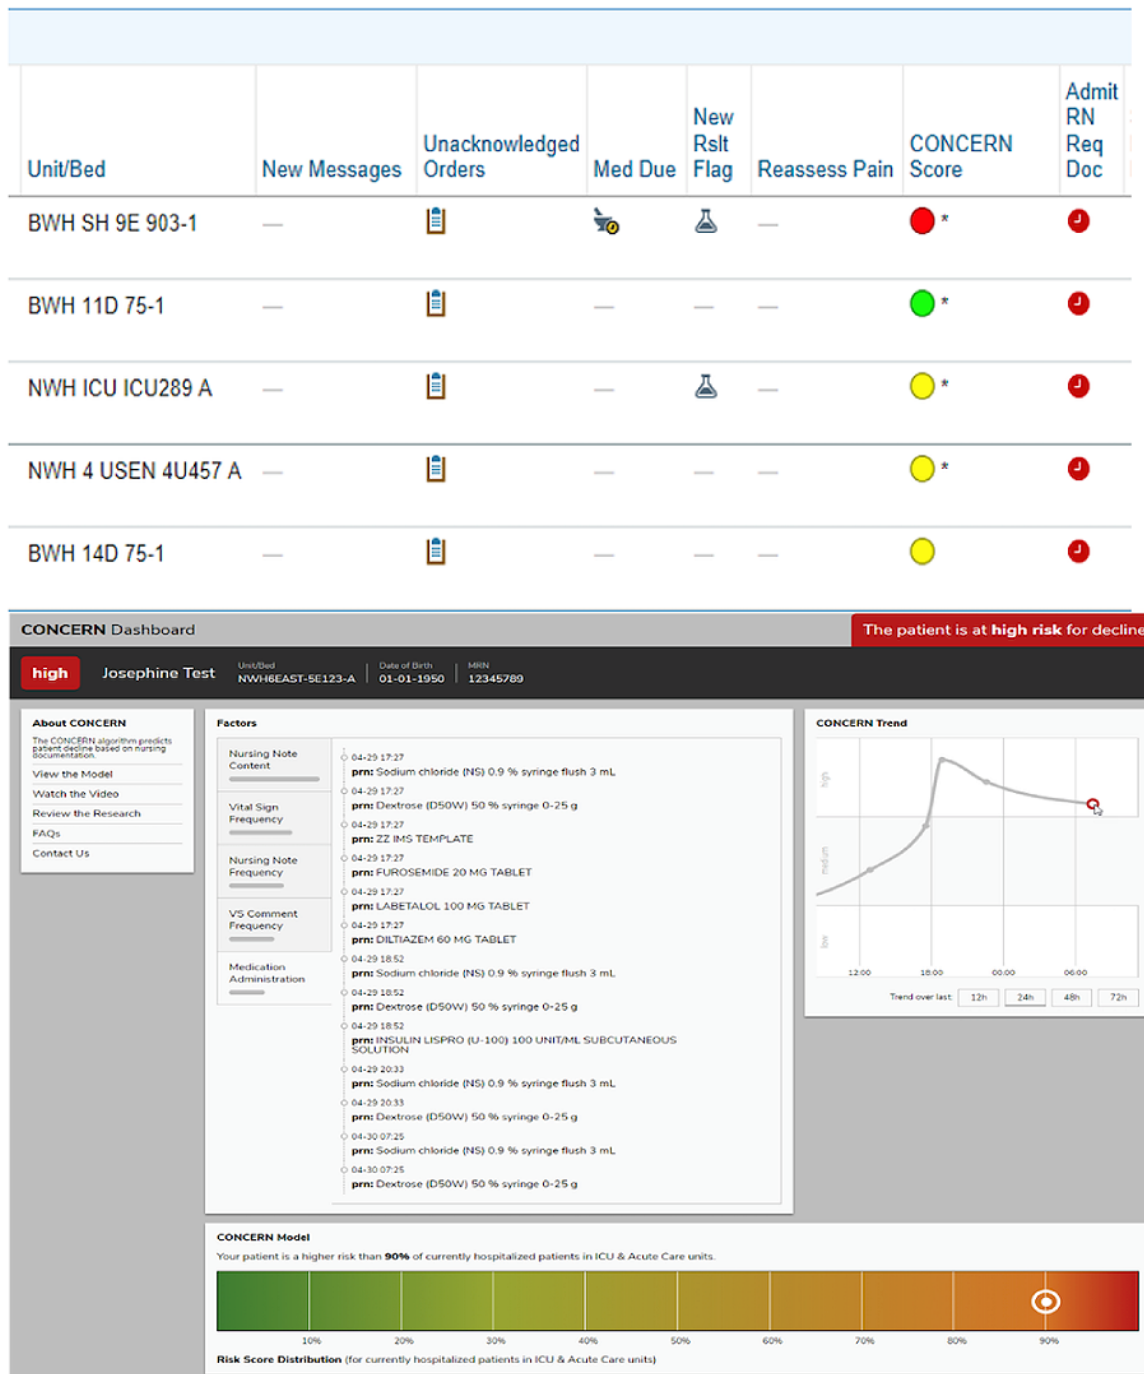 Unit/Bed New Messages Unacknowledged Orders Med Due New Rslt Flag Reassess Pain CONCERN Score Admit RN Req Doc
BWH SH 9E 903-1 — — *
BWH 11D 75-1 — — — — *
NWH ICU ICU289 A — — — *
NWH 4 USEN 4U457 A — — — — *
BWH 14D 75-1 — — — —
CONCERN Dashboard
The patient is at high risk for decline
high Josephine Test
Unit/Bed
NWH6EAST-5E123-A
Date of Birth
01-01-1950
MRN
12345789
About CONCERN
The CONCERN algorithm predicts
patient decline based on nursing
documentation.
View the Model
Watch the Video
Review the Research
FAQs
Contact Us
Factors
Nursing Note
Content
Vital Sign
Frequency
Nursing Note
Frequency
VS Comment
Frequency
Medication
Administration
04-29 17:27
prn: Sodium chloride (NS) 0.9 % syringe flush 3 mL
04-29 17:27
prn: Dextrose (D50W) 50 % syringe 0-25 g
04-29 17:27
prn: ZZ IMS TEMPLATE
04-29 17:27
prn: FUROSEMIDE 20 MG TABLET
04-29 17:27
prn: LABETALOL 100 MG TABLET
04-29 17:27
prn: DILTIAZEM 60 MG TABLET
04-29 18:52
prn: Sodium chloride (NS) 0.9 % syringe flush 3 mL
04-29 18:52
prn: Dextrose (D50W) 50 % syringe 0-25 g
04-29 18:52
prn: INSULIN LISPRO (U-100) 100 UNIT/ML SUBCUTANEOUS
SOLUTION
04-29 20:33
prn: Sodium chloride (NS) 0.9 % syringe flush 3 mL
04-29 20:33
prn: Dextrose (D50W) 50 % syringe 0-25 g
04-30 07:25
prn: Sodium chloride (NS) 0.9 % syringe flush 3 mL
04-30 07:25
prn: Dextrose (D50W) 50 % syringe 0-25 g
CONCERN Trend
high
medium
low
12:00 18:00 00:00 06:00
Trend over last: 12h 24h 48h 72h
CONCERN Model
Your patient is a higher risk than 90% of currently hospitalized patients in ICU & Acute Care units.
10% 20% 30% 40% 50% 60% 70% 80% 90%
Risk Score Distribution (for currently hospitalized patients in ICU & Acute Care units)